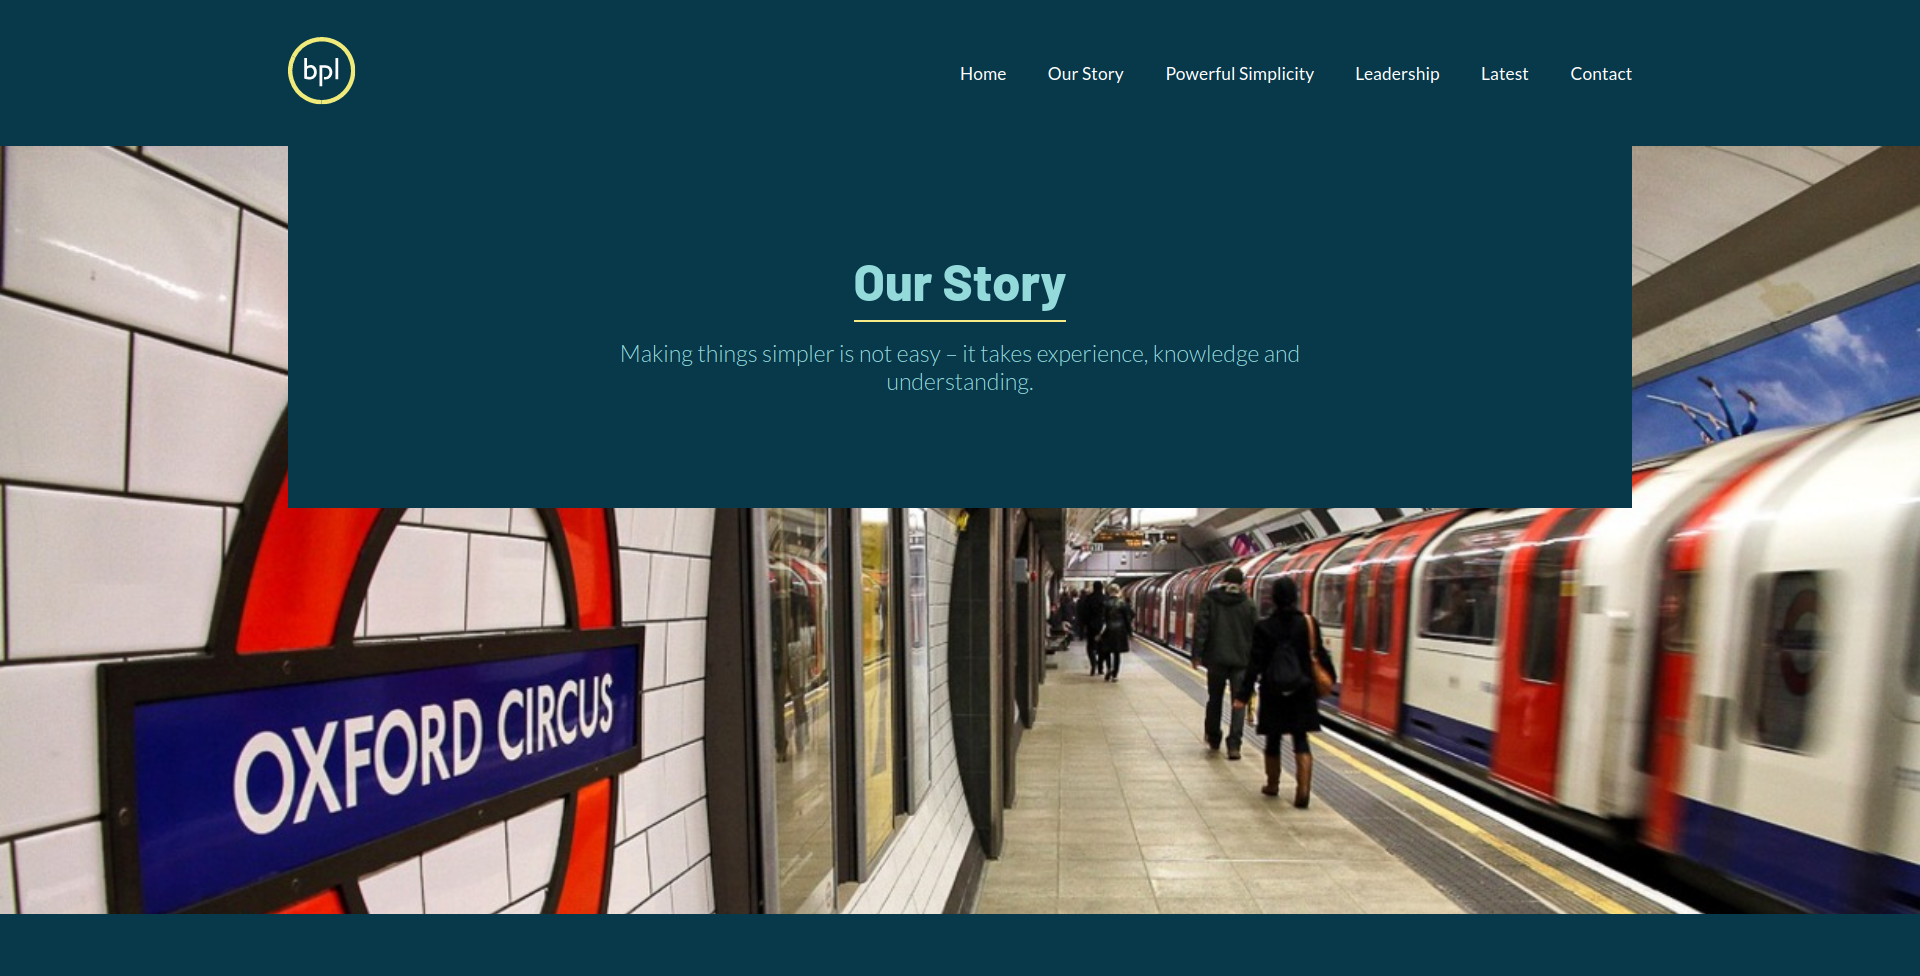 bpl
Home
Our Story
Powerful Simplicity
Leadership
Latest
Contact
Our Story
Making things simpler is not easy – it takes experience, knowledge and
understanding.
OXFORD CIRCUS